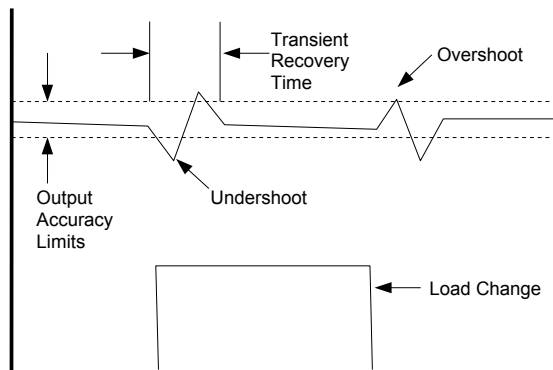 Transient
Recovery
Time
Overshoot
Output
Accuracy
Limits
Undershoot
Load Change